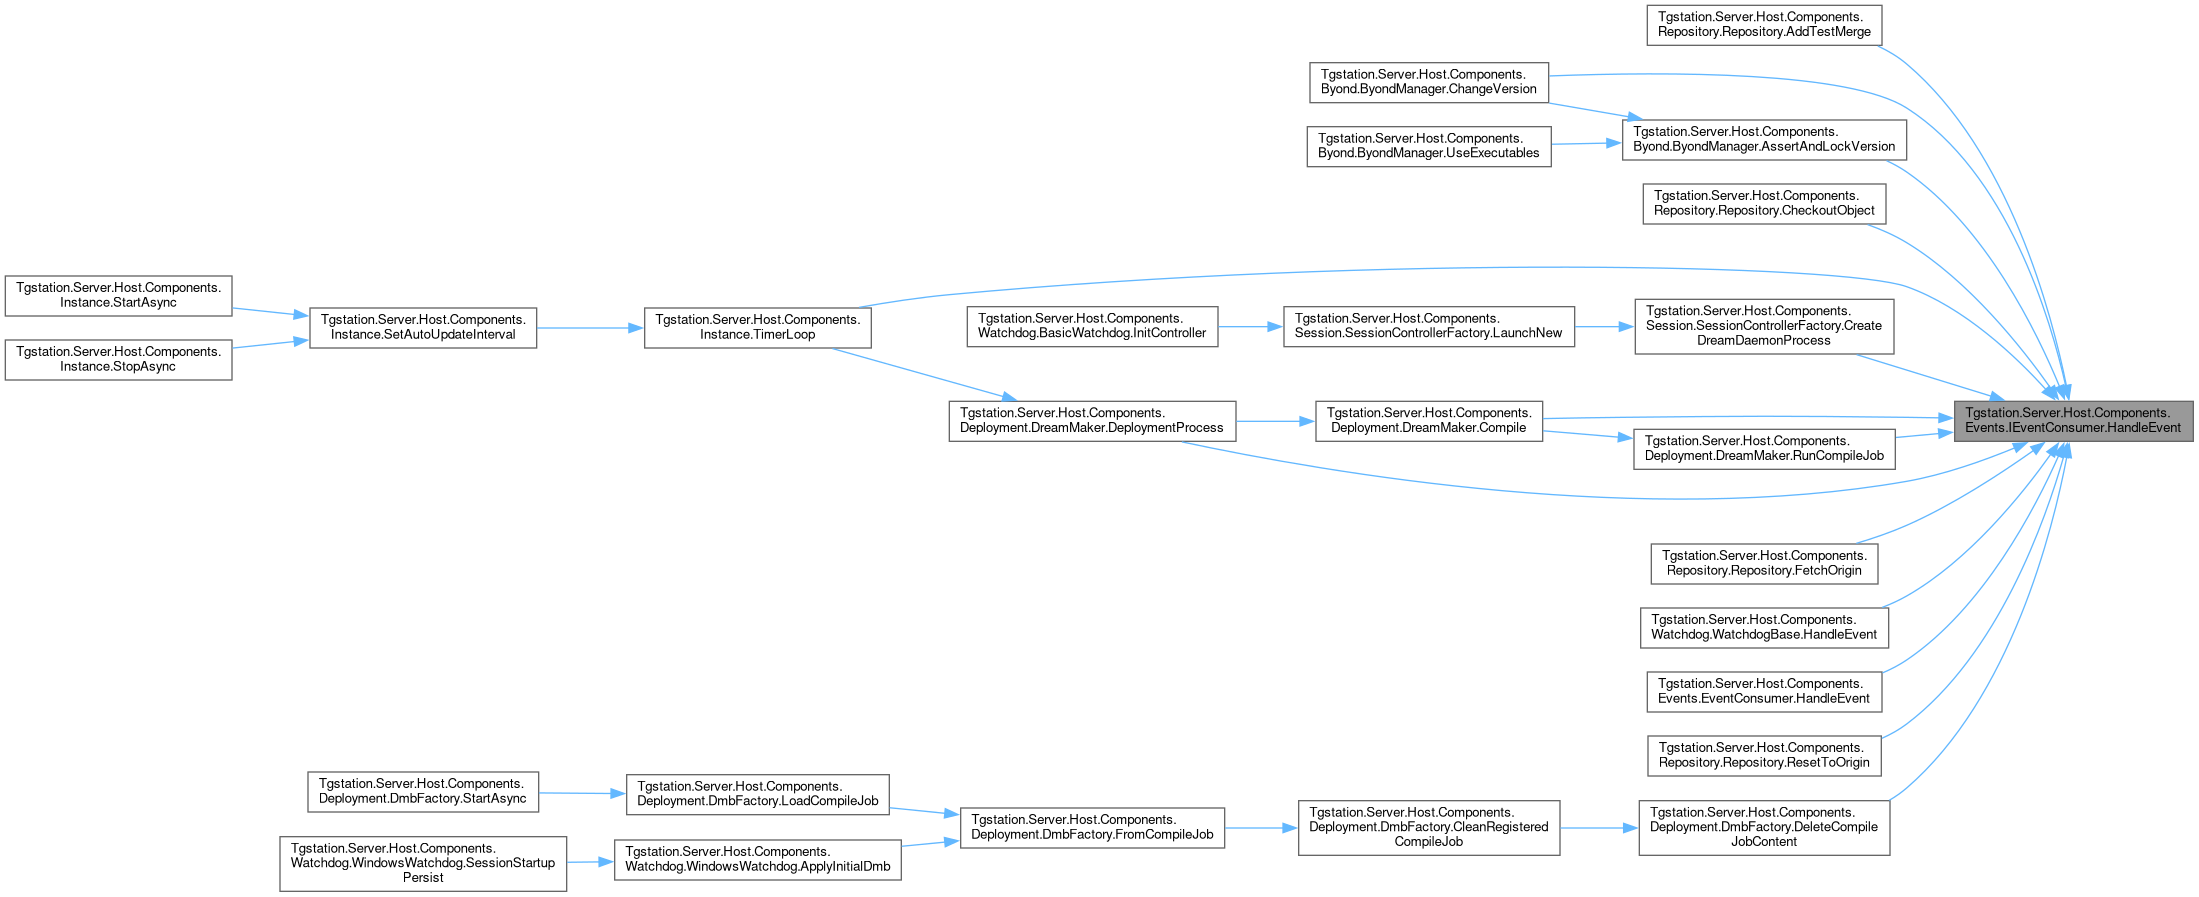 Tgstation.Server.Host.Components.
Repository.Repository.AddTestMerge
Tgstation.Server.Host.Components.
Byond.ByondManager.ChangeVersion
Tgstation.Server.Host.Components.
Byond.ByondManager.AssertAndLockVersion
Tgstation.Server.Host.Components.
Byond.ByondManager.UseExecutables
Tgstation.Server.Host.Components.
Repository.Repository.CheckoutObject
Tgstation.Server.Host.Components.
Instance.StartAsync
Tgstation.Server.Host.Components.
Instance.StopAsync
Tgstation.Server.Host.Components.
Instance.SetAutoUpdateInterval
Tgstation.Server.Host.Components.
Instance.TimerLoop
Tgstation.Server.Host.Components.
Watchdog.BasicWatchdog.InitController
Tgstation.Server.Host.Components.
Session.SessionControllerFactory.LaunchNew
Tgstation.Server.Host.Components.
Session.SessionControllerFactory.Create
DreamDaemonProcess
Tgstation.Server.Host.Components.
Deployment.DreamMaker.DeploymentProcess
Tgstation.Server.Host.Components.
Deployment.DreamMaker.Compile
Tgstation.Server.Host.Components.
Deployment.DreamMaker.RunCompileJob
Tgstation.Server.Host.Components.
Events.IEventConsumer.HandleEvent
Tgstation.Server.Host.Components.
Repository.Repository.FetchOrigin
Tgstation.Server.Host.Components.
Watchdog.WatchdogBase.HandleEvent
Tgstation.Server.Host.Components.
Events.EventConsumer.HandleEvent
Tgstation.Server.Host.Components.
Repository.Repository.ResetToOrigin
Tgstation.Server.Host.Components.
Deployment.DmbFactory.StartAsync
Tgstation.Server.Host.Components.
Deployment.DmbFactory.LoadCompileJob
Tgstation.Server.Host.Components.
Watchdog.WindowsWatchdog.SessionStartup
Persist
Tgstation.Server.Host.Components.
Watchdog.WindowsWatchdog.ApplyInitialDmb
Tgstation.Server.Host.Components.
Deployment.DmbFactory.FromCompileJob
Tgstation.Server.Host.Components.
Deployment.DmbFactory.CleanRegistered
CompileJob
Tgstation.Server.Host.Components.
Deployment.DmbFactory.DeleteCompile
JobContent